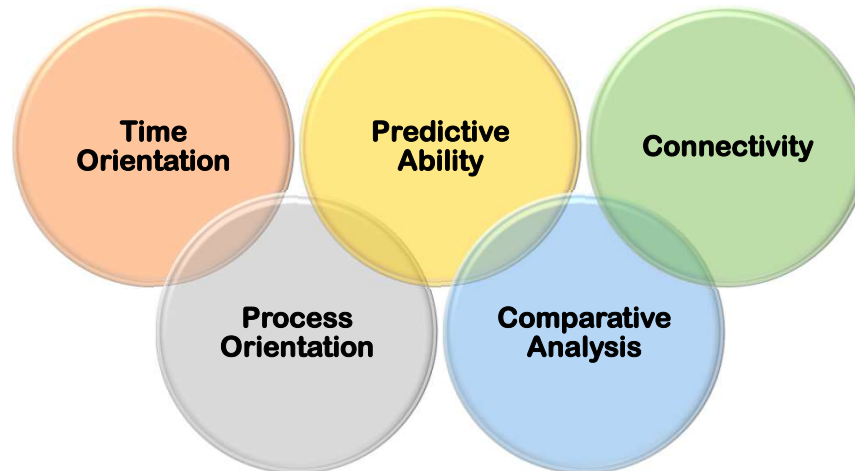 Time
Orientation
Predictive
Ability
Connectivity
Process
Orientation
Comparative
Analysis